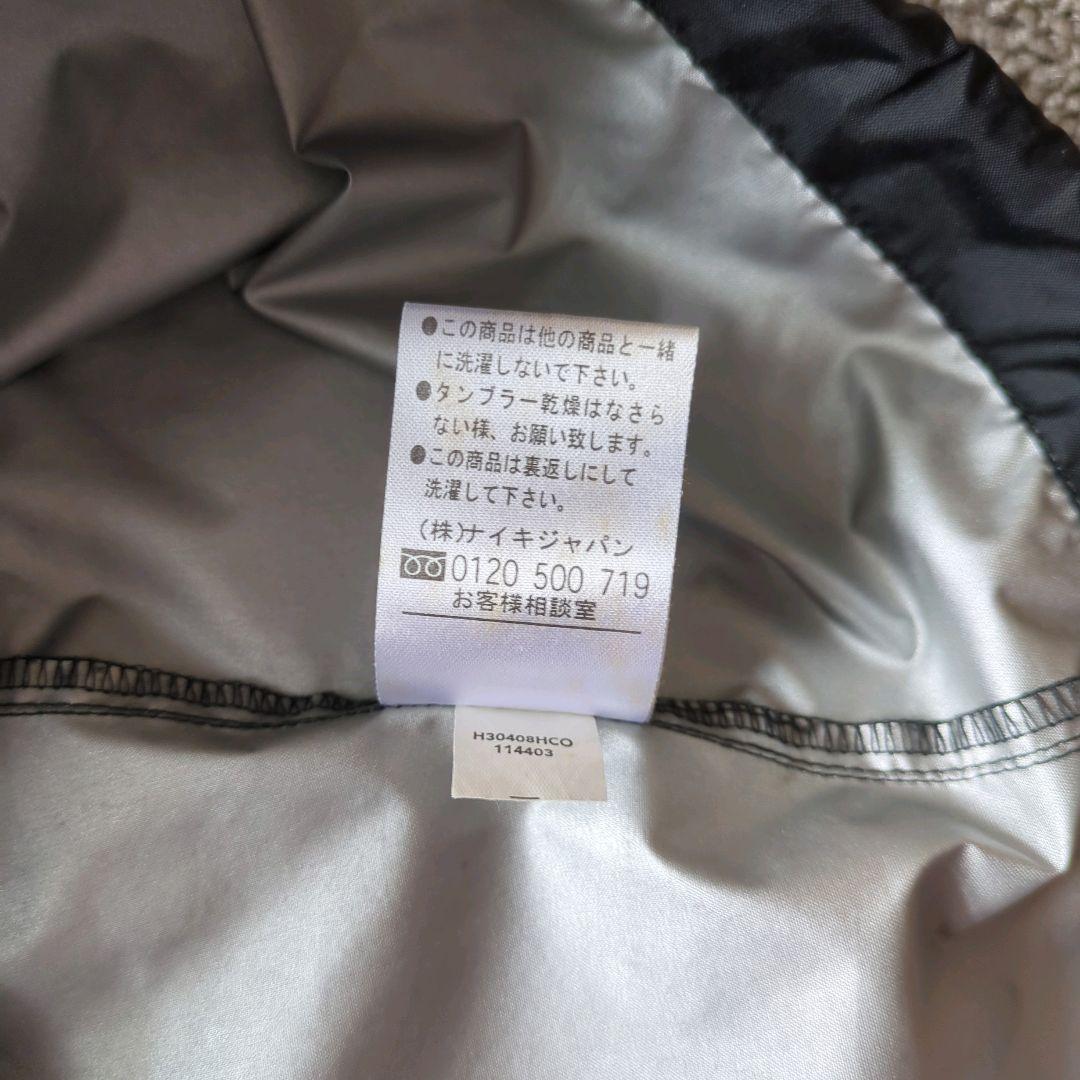 ●この商品は他の商品と一緒
に洗濯しないで下さい。
●タンブラー乾燥はなさら
ない様、お願い致します。
●この商品は裏返しにして
洗濯して下さい。
(株)ナイキジャパン
0120 500 719
お客様相談室
H30408HCO
114403